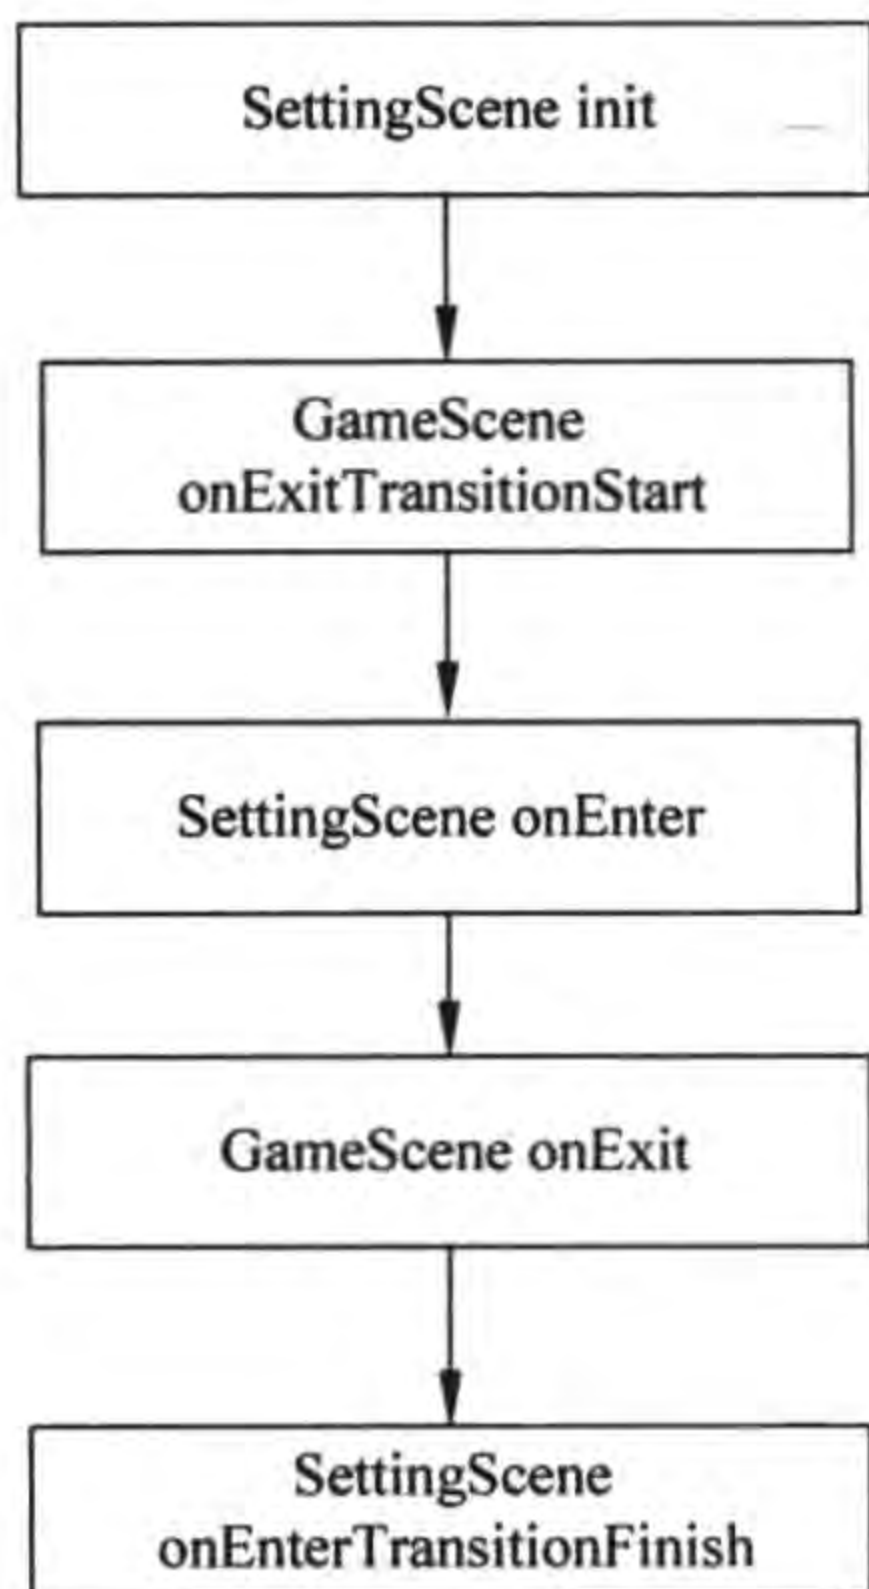 SettingScene init
GameScene
onExitTransitionStart
SettingScene onEnter
GameScene onExit
SettingScene
onEnterTransitionFinish